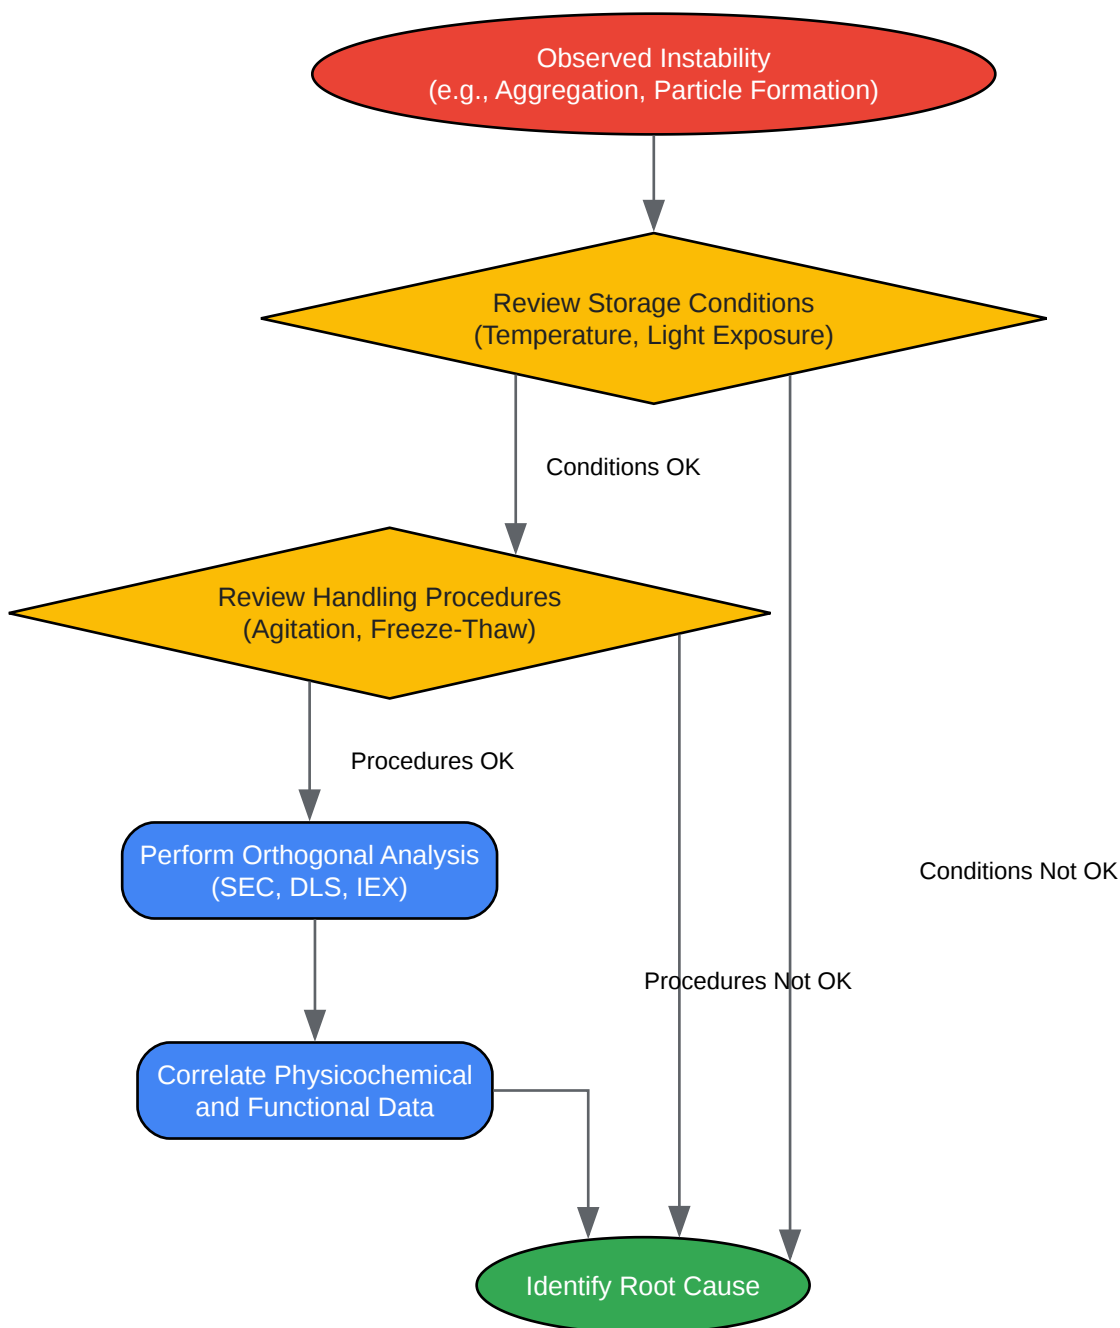 Observed Instability
(e.g., Aggregation, Particle Formation)
Review Storage Conditions
(Temperature, Light Exposure)
Conditions OK
Review Handling Procedures
(Agitation, Freeze-Thaw)
Procedures OK
Perform Orthogonal Analysis
(SEC, DLS, IEX)
Conditions Not OK
Procedures Not OK
Correlate Physicochemical
and Functional Data
Identify Root Cause